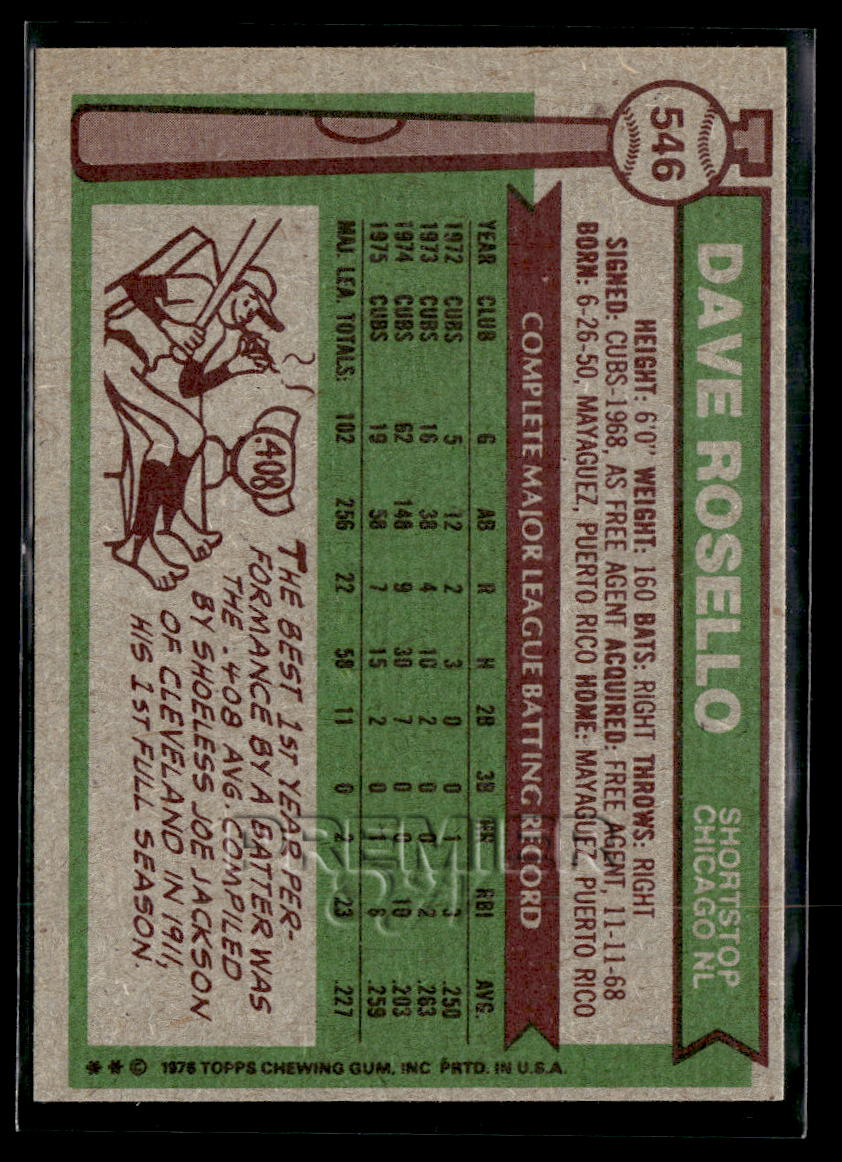 546
DAVE ROSELLO
SHORTSTOP
CHICAGO NL
HEIGHT: 6'0" WEIGHT: 160 BATS: RIGHT THROWS: RIGHT
SIGNED: CUBS-1968, AS FREE AGENT ACQUIRED: FREE AGENT, 11-11-68
BORN: 6-26-50, MAYAGUEZ, PUERTO RICO HOME: MAYAGUEZ, PUERTO RICO
COMPLETE MAJOR LEAGUE BATTING RECORD
YEAR CLUB G AB R H 2B 3B HR RBI AVG.
1972 CUBS 5 12 2 3 0 0 1 3 .250
1973 CUBS 16 38 4 10 2 0 0 2 .263
1974 CUBS 62 148 9 30 7 0 0 10 .203
1975 CUBS 19 58 7 15 2 0 1 8 .259
MAJ. LEA. TOTALS: 102 256 22 58 11 0 2 23 .227
.408
THE BEST 1ST YEAR PER-
FORMANCE BY A BATTER WAS
THE .408 AVG. COMPILED
BY SHOELESS JOE JACKSON
OF CLEVELAND IN 1911,
HIS 1ST FULL SEASON.
** © 1976 TOPPS CHEWING GUM, INC PRTD. IN U.S.A.
PREMIER